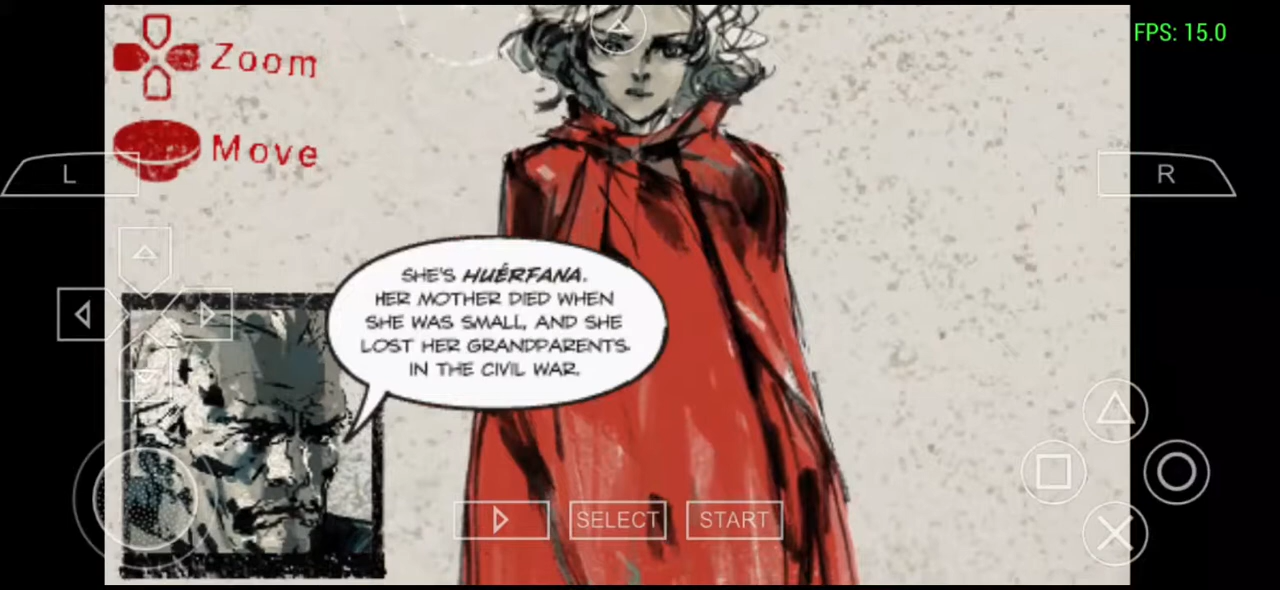 Zoom
FPS: 15.0
Move
L
R
SHE'S HUÉRFANA.
HER MOTHER DIED WHEN
SHE WAS SMALL, AND SHE
LOST HER GRANDPARENTS
IN THE CIVIL WAR.
SELECT
START